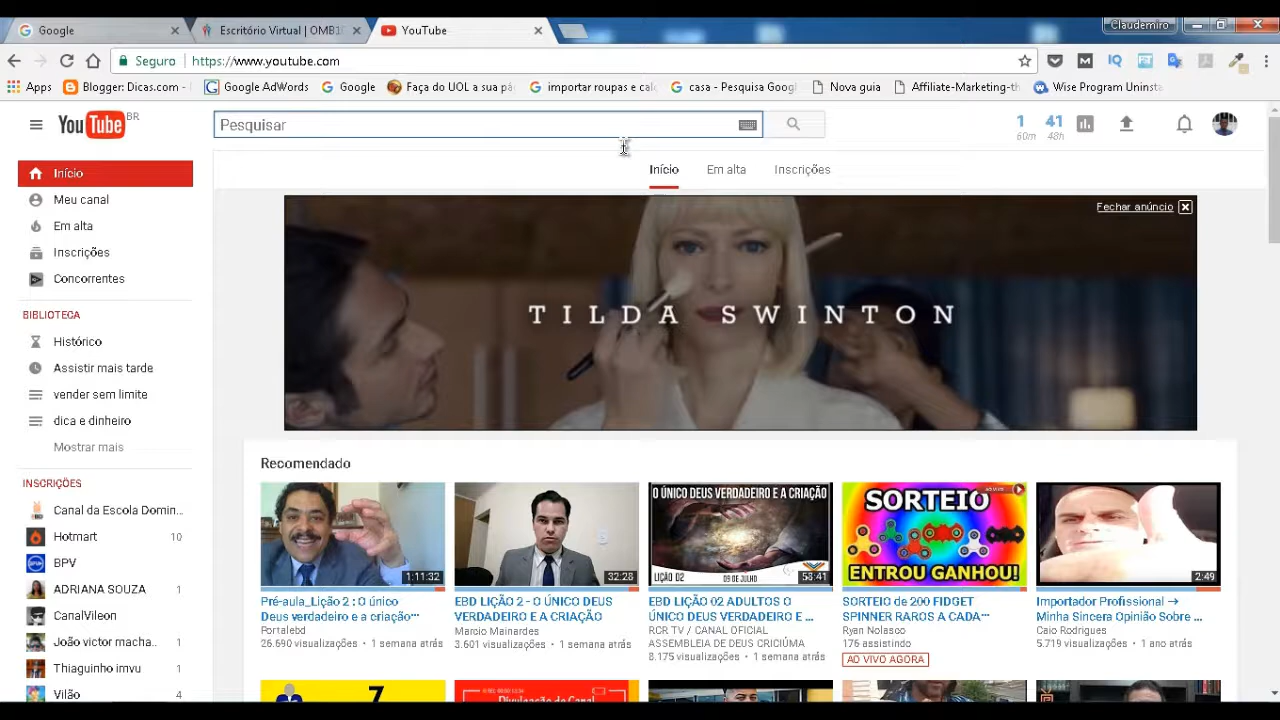 Claudemiro
Google
Escritório Virtual | OMB1
YouTube
Seguro
https://www.youtube.com
Apps
Blogger: Dicas.com -
Google AdWords
Google
Faça do UOL a sua pá
importar roupas e cal
casa - Pesquisa Googl
Nova guia
Affiliate-Marketing-th
Wise Program Uninsta
YouTube BR
Pesquisar
1
60m
41
48h
Início
Em alta
Inscrições
Início
Meu canal
Em alta
Inscrições
Concorrentes
BIBLIOTECA
Histórico
Assistir mais tarde
vender sem limite
dica e dinheiro
Mostrar mais
INSCRIÇÕES
Canal da Escola Domin...
Hotmart 10
BPV
ADRIANA SOUZA 1
CanalVileon
João victor macha.. 1
Thiaguinho imvu 1
Vilão 4
Fechar anúncio
TILDA SWINTON
Recomendado
1:11:32
Pré-aula_Lição 2 : O único
Deus verdadeiro e a criação...
Portalebd
26.690 visualizações • 1 semana atrás
32:28
EBD LIÇÃO 2 - O ÚNICO DEUS
VERDADEIRO E A CRIAÇÃO
Marcio Mainardes
3.601 visualizações • 1 semana atrás
O ÚNICO DEUS VERDADEIRO E A CRIAÇÃO
LIÇÃO 02
09 DE JULHO
58:41
EBD LIÇÃO 02 ADULTOS O
ÚNICO DEUS VERDADEIRO E ...
RCR TV / CANAL OFICIAL
ASSEMBLEIA DE DEUS CRICIÚMA
8.175 visualizações • 1 semana atrás
SORTEIO
ENTROU GANHOU!
SORTEIO de 200 FIDGET
SPINNER RAROS A CADA...
Ryan Nolasco
176 assistindo
AO VIVO AGORA
2:49
Importador Profissional →
Minha Sincera Opinião Sobre ...
Caio Rodrigues
5.719 visualizações • 1 ano atrás
7
Divulgação de Canal